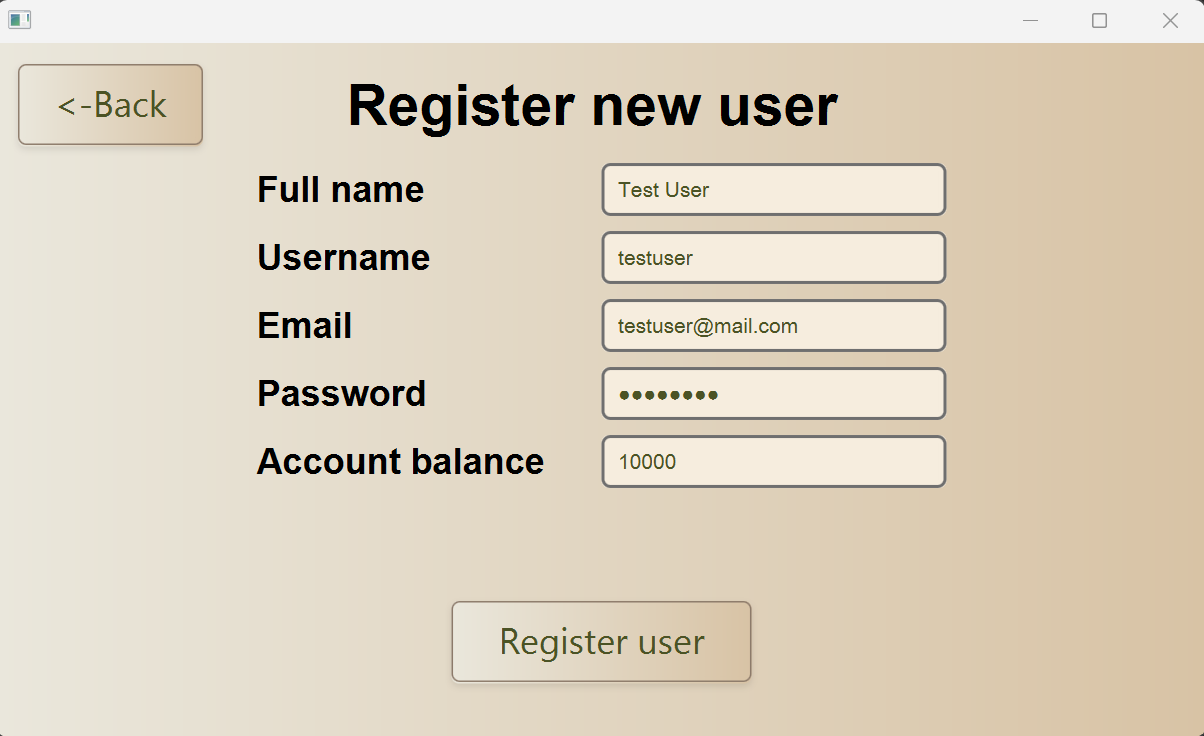 <-Back
Register new user
Full name Test User
Username testuser
Email testuser@mail.com
Password ••••••••
Account balance 10000
Register user